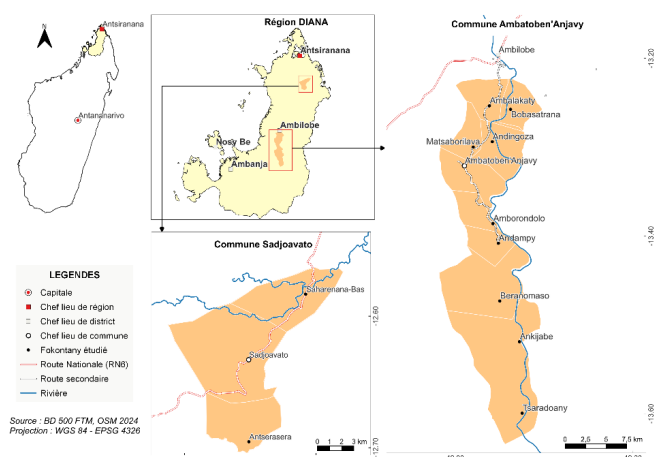 N
Antsiranana
Antananarivo
Région DIANA
Antsiranana
Ambilobe
Nosy Be
Ambanja
Commune Ambatoben'Anjavy
Ambilobe
Ambalakaty
Bobasatrana
Andingoza
Matsaborilava
Ambatoben'Anjavy
Amborondolo
Andampy
Beramomaso
Ankijabe
Tsaradoany
-13.20
-13.40
-13.60
0 2,5 5 7,5 km
Commune Sadjoavato
Saharenana-Bas
Sadjoavato
Antserasera
-12.60
-12.70
0 1 2 3 km
LEGENDES
Capitale
Chef lieu de région
Chef lieu de district
Chef lieu de commune
Fokontany étudié
Route Nationale (RN6)
Route secondaire
Rivière
Source : BD 500 FTM, OSM 2024
Projection : WGS 84 - EPSG 4326